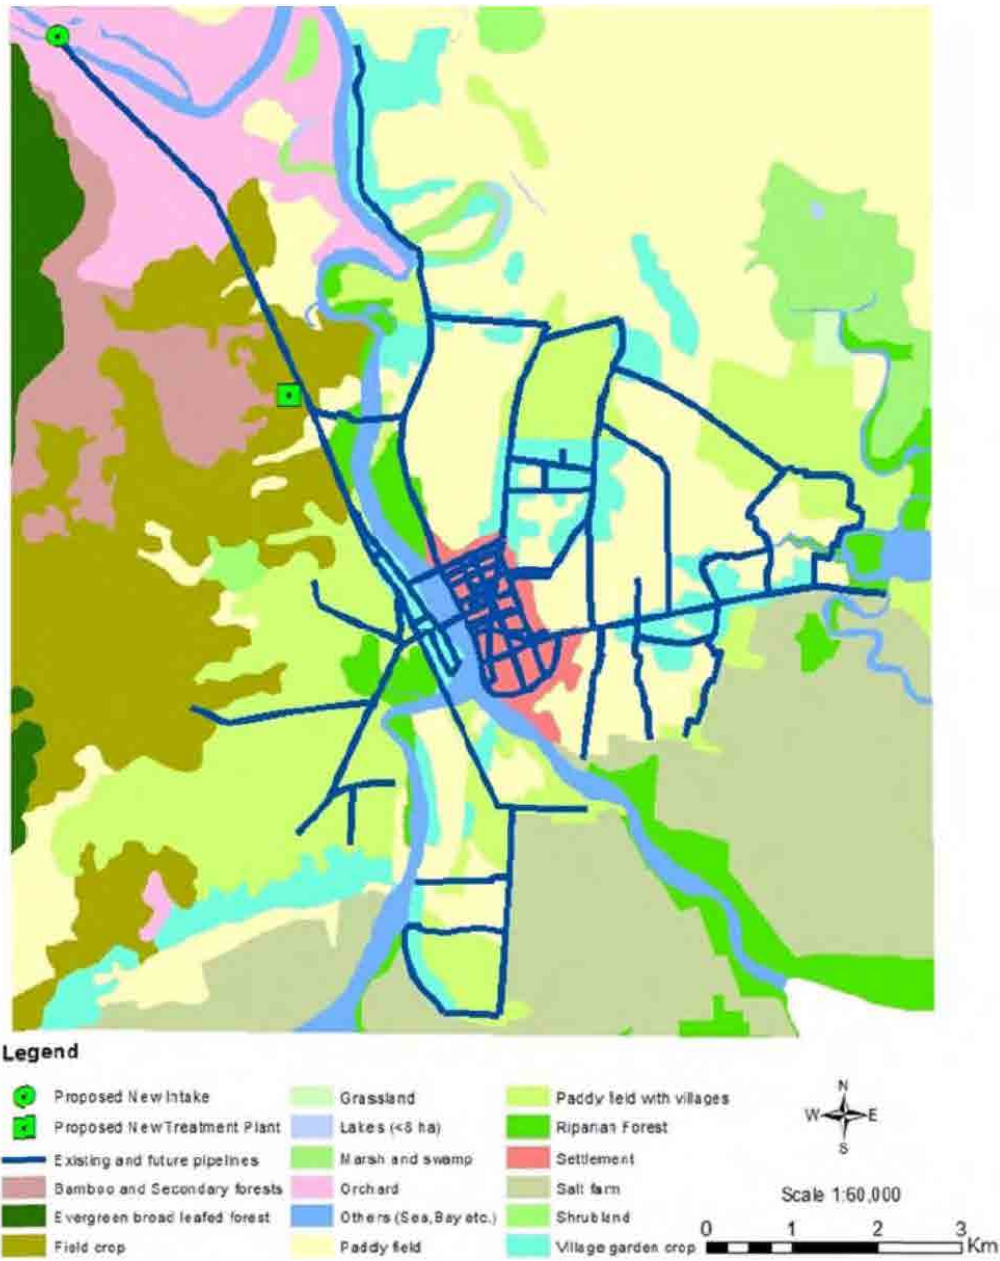 Legend
Proposed New Intake
Proposed New Treatment Plant
Existing and future pipelines
Bamboo and Secondary forests
Evergreen broad leafed forest
Field crop
Grassland
Lakes (<8 ha)
Marsh and swamp
Orchard
Others (Sea, Bay etc.)
Paddy field
Paddy field with villages
Riparian Forest
Settlement
Salt farm
Shrubland
Village garden crop
N
W E
S
Scale 1:60,000
0 1 2 3
Km